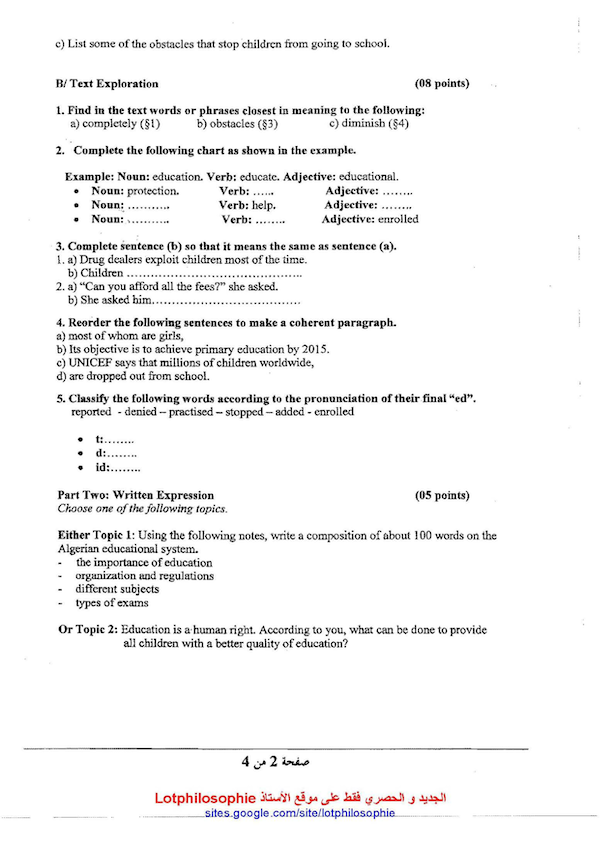 c) List some of the obstacles that stop children from going to school.
B/ Text Exploration (08 points)
1. Find in the text words or phrases closest in meaning to the following:
a) completely (§1) b) obstacles (§3) c) diminish (§4)
2. Complete the following chart as shown in the example.
Example: Noun: education. Verb: educate. Adjective: educational.
• Noun: protection. Verb: ...... Adjective: ........
• Noun: ........... Verb: help. Adjective: ........
• Noun: ........... Verb: ........ Adjective: enrolled
3. Complete sentence (b) so that it means the same as sentence (a).
1. a) Drug dealers exploit children most of the time.
b) Children ............................................
2. a) “Can you afford all the fees?” she asked.
b) She asked him....................................
4. Reorder the following sentences to make a coherent paragraph.
a) most of whom are girls,
b) Its objective is to achieve primary education by 2015.
c) UNICEF says that millions of children worldwide,
d) are dropped out from school.
5. Classify the following words according to the pronunciation of their final “ed”.
reported - denied – practised – stopped – added - enrolled
• t:........
• d:........
• id:........
Part Two: Written Expression (05 points)
Choose one of the following topics.
Either Topic 1: Using the following notes, write a composition of about 100 words on the
Algerian educational system.
- the importance of education
- organization and regulations
- different subjects
- types of exams
Or Topic 2: Education is a human right. According to you, what can be done to provide
all children with a better quality of education?
صفحة 2 من 4
الجديد و الحصري فقط على موقع الأستاذ Lotphilosophie
sites.google.com/site/lotphilosophie